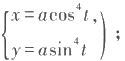 x = a cos⁴ t ,
y = a sin⁴ t
;